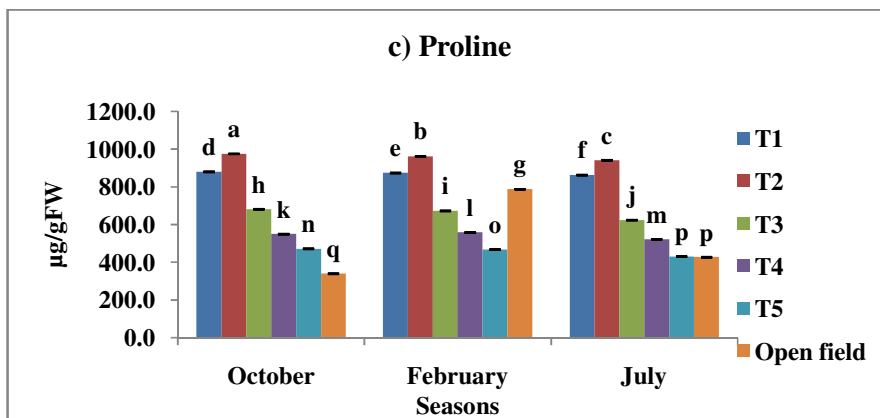 c) Proline
µg/gFW
1200.0
1000.0
800.0
600.0
400.0
200.0
0.0
d a h k n q
e b i l o g
f c j m p p
October February July
Seasons
T1
T2
T3
T4
T5
Open field